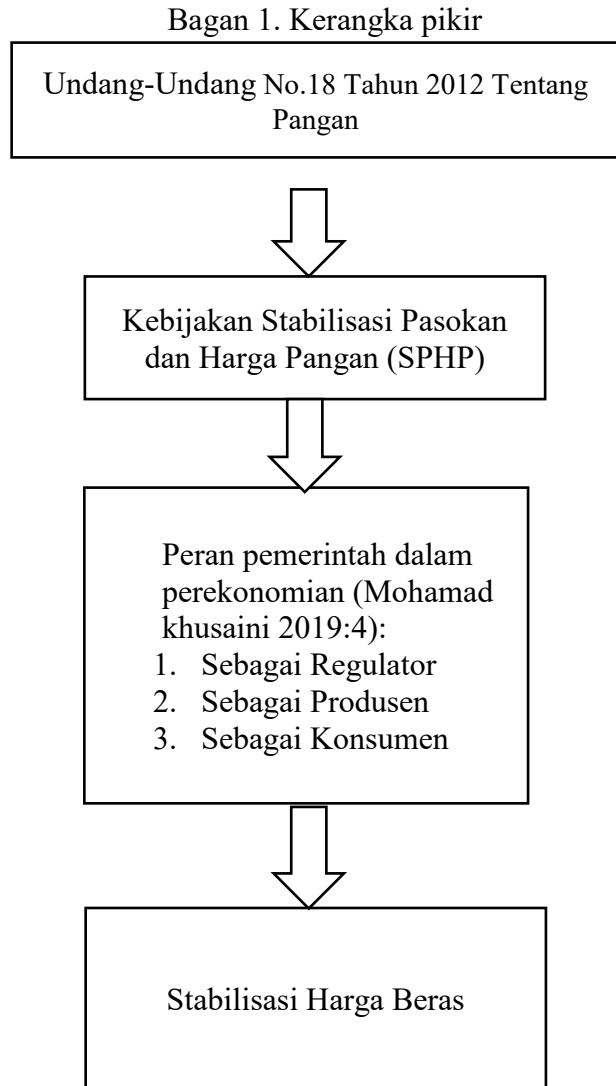 Bagan 1. Kerangka pikir
Undang-Undang No.18 Tahun 2012 Tentang
Pangan
Kebijakan Stabilisasi Pasokan
dan Harga Pangan (SPHP)
Peran pemerintah dalam
perekonomian (Mohamad
khusaini 2019:4):
1. Sebagai Regulator
2. Sebagai Produsen
3. Sebagai Konsumen
Stabilisasi Harga Beras